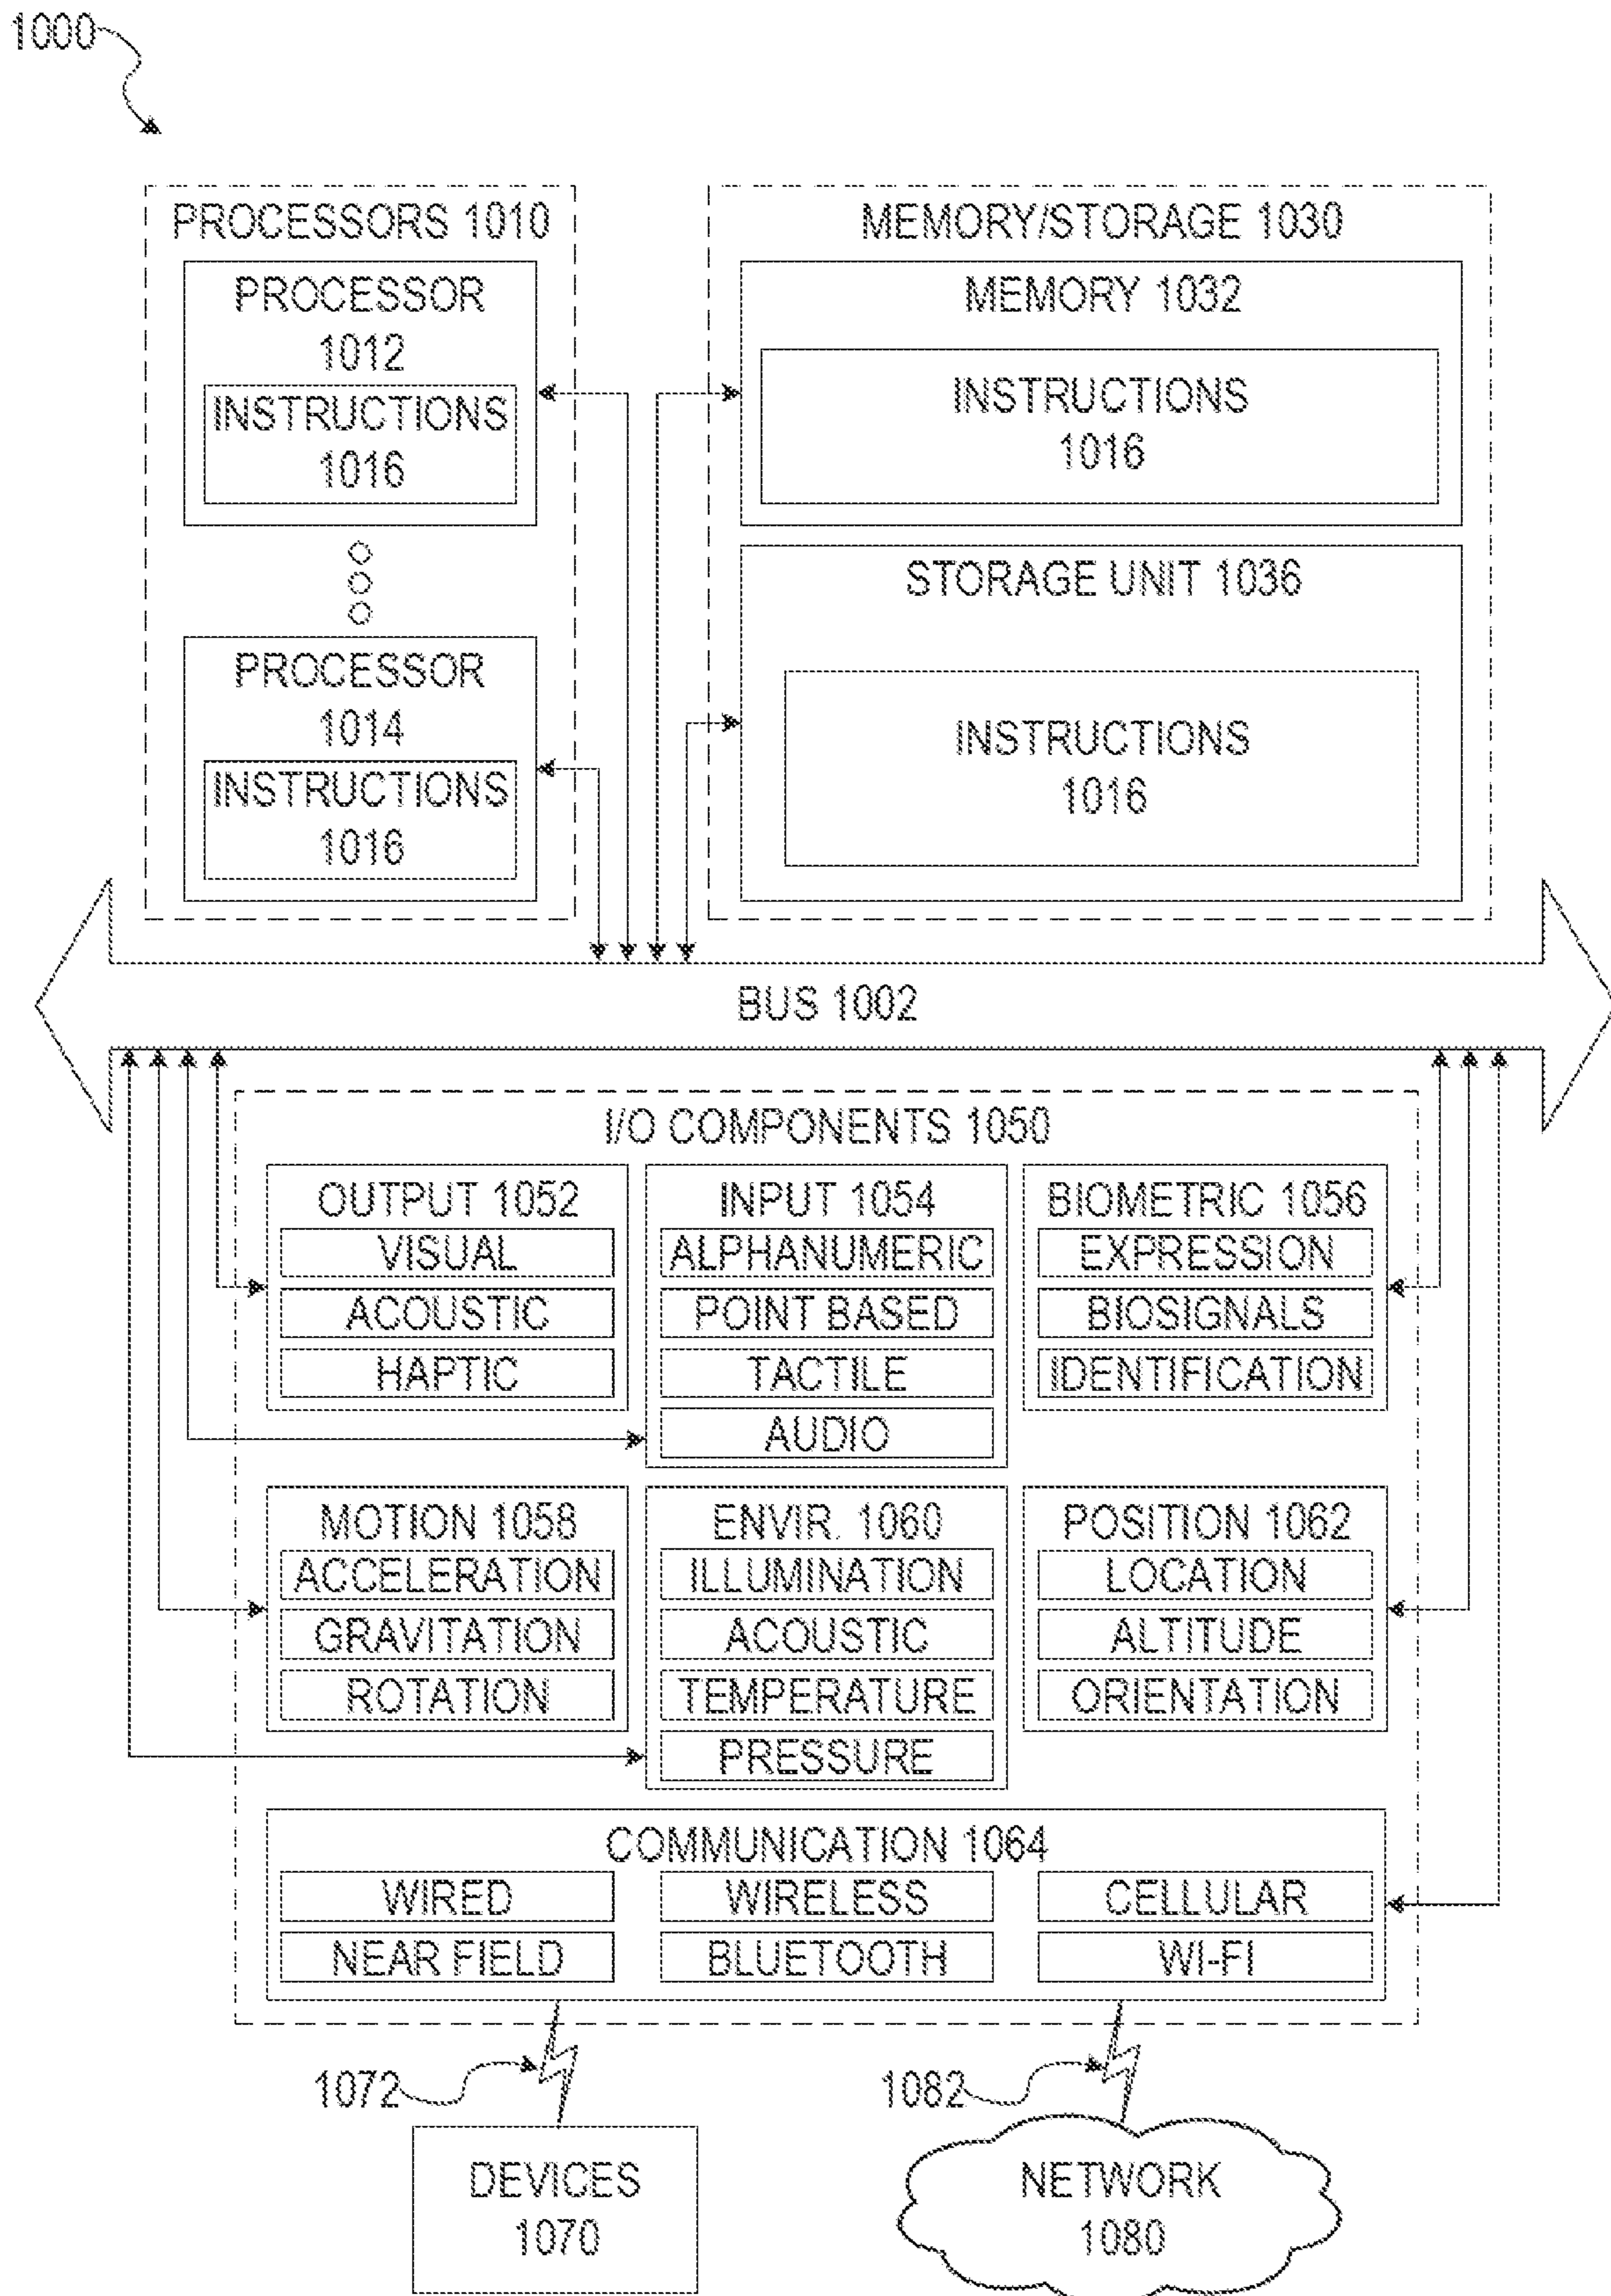 1000
PROCESSORS 1010
PROCESSOR
1012
INSTRUCTIONS
1016
PROCESSOR
1014
INSTRUCTIONS
1016
MEMORY/STORAGE 1030
MEMORY 1032
INSTRUCTIONS
1016
STORAGE UNIT 1036
INSTRUCTIONS
1016
BUS 1002
I/O COMPONENTS 1050
OUTPUT 1052
VISUAL
ACOUSTIC
HAPTIC
INPUT 1054
ALPHANUMERIC
POINT BASED
TACTILE
AUDIO
BIOMETRIC 1056
EXPRESSION
BIOSIGNALS
IDENTIFICATION
MOTION 1058
ACCELERATION
GRAVITATION
ROTATION
ENVIR. 1060
ILLUMINATION
ACOUSTIC
TEMPERATURE
PRESSURE
POSITION 1062
LOCATION
ALTITUDE
ORIENTATION
COMMUNICATION 1064
WIRED
WIRELESS
CELLULAR
NEAR FIELD
BLUETOOTH
WI-FI
1072
1082
DEVICES
1070
NETWORK
1080